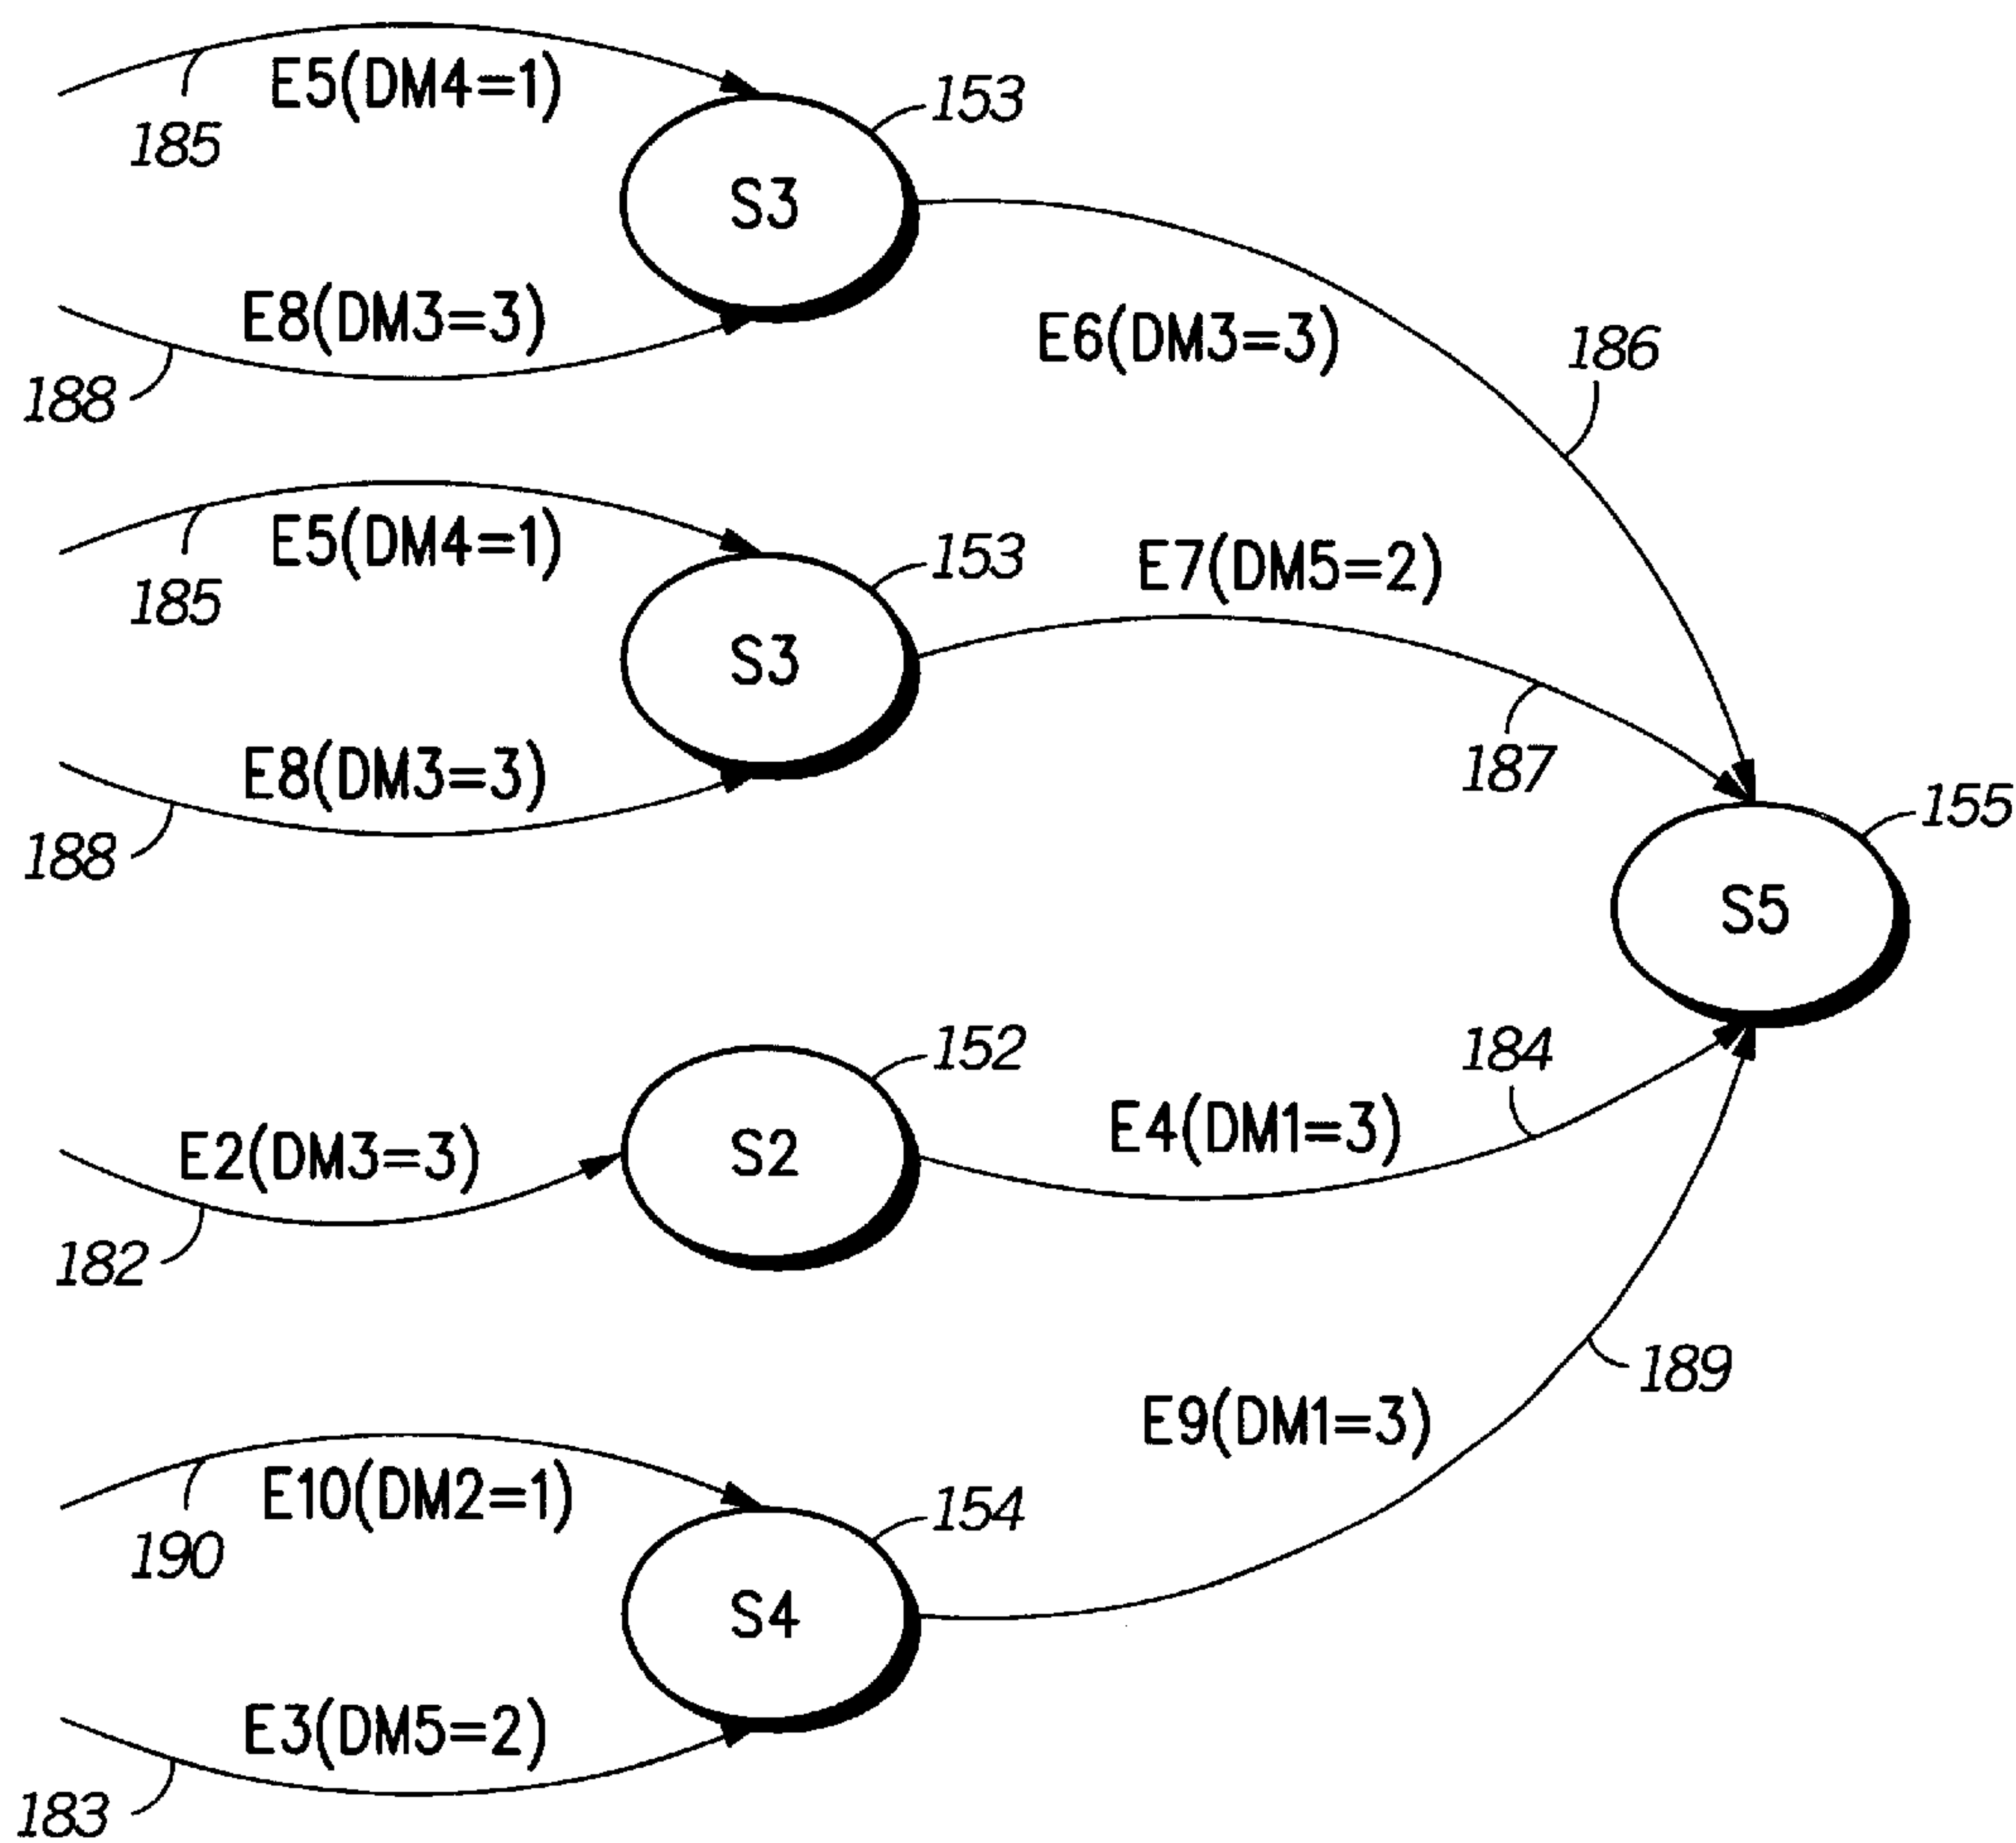 E5(DM4=1)
153
185
S3
E8(DM3=3)
E6(DM3=3)
186
188
E5(DM4=1)
153
E7(DM5=2)
185
S3
E8(DM3=3)
187
188
155
S5
152
184
E2(DM3=3)
S2
E4(DM1=3)
182
189
E9(DM1=3)
E10(DM2=1)
154
190
S4
E3(DM5=2)
183